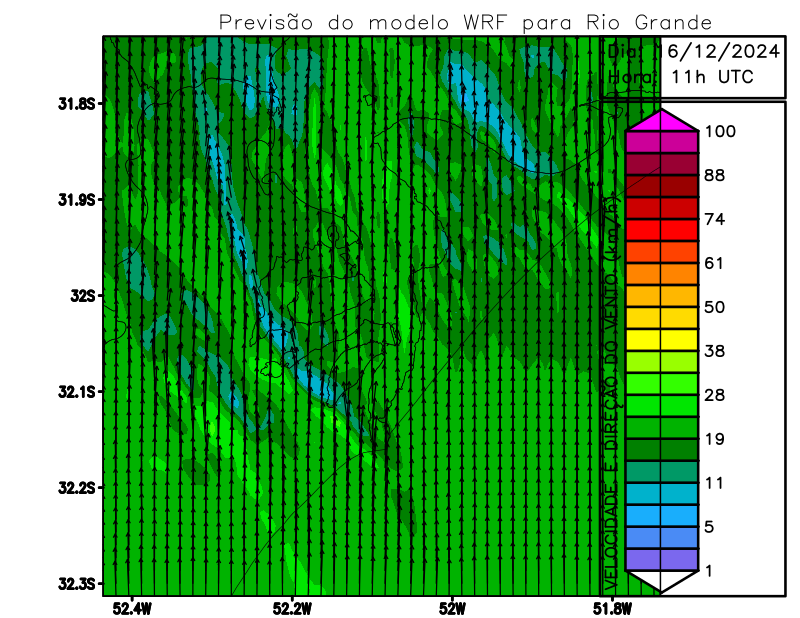 Previsão do modelo WRF para Rio Grande
Dia: 16/12/2024
Hora: 11h UTC
31.8S
31.9S
32S
32.1S
32.2S
32.3S
52.4W
52.2W
52W
51.8W
VELOCIDADE E DIREÇÃO DO VENTO (km/h)
100
88
74
61
50
38
28
19
11
5
1